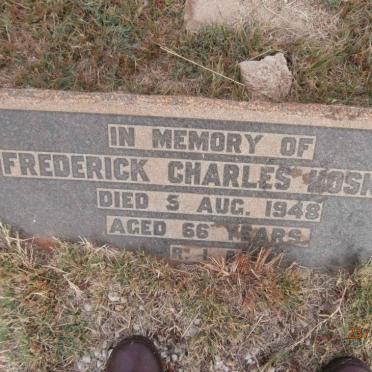 IN MEMORY OF
FREDERICK CHARLES
DIED 5 AUG. 1948
AGED 66 YEARS
R. I. P.